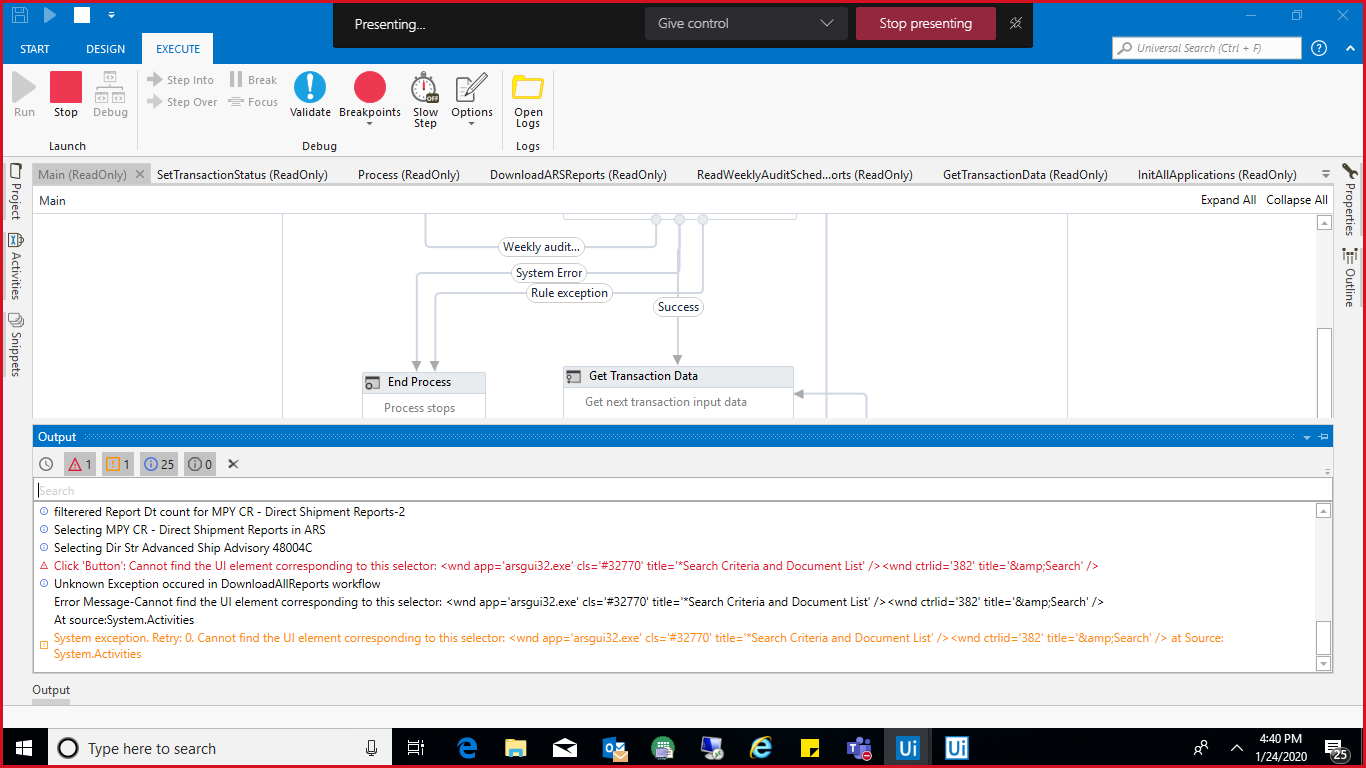 Presenting...
Give control
Stop presenting
START
DESIGN
EXECUTE
Universal Search (Ctrl + F)
?
Run
Stop
Debug
Step Into
Step Over
Break
Focus
Validate
Breakpoints
OFF
Slow
Step
Options
Open
Logs
Launch
Debug
Logs
Main (ReadOnly)
SetTransactionStatus (ReadOnly)
Process (ReadOnly)
DownloadARSReports (ReadOnly)
ReadWeeklyAuditSched...orts (ReadOnly)
GetTransactionData (ReadOnly)
InitAllApplications (ReadOnly)
Project
Activities
Snippets
Properties
Outline
Main
Expand All
Collapse All
Weekly audit...
System Error
Rule exception
Success
End Process
Process stops
Get Transaction Data
Get next transaction input data
Output
1
1
25
0
Search
filterered Report Dt count for MPY CR - Direct Shipment Reports-2
Selecting MPY CR - Direct Shipment Reports in ARS
Selecting Dir Str Advanced Ship Advisory 48004C
Click 'Button': Cannot find the UI element corresponding to this selector: <wnd app='arsgui32.exe' cls='#32770' title='*Search Criteria and Document List' /><wnd ctrlid='382' title='&amp;Search' />
Unknown Exception occured in DownloadAllReports workflow
Error Message-Cannot find the UI element corresponding to this selector: <wnd app='arsgui32.exe' cls='#32770' title='*Search Criteria and Document List' /><wnd ctrlid='382' title='&amp;Search' />
At source:System.Activities
System exception. Retry: 0. Cannot find the UI element corresponding to this selector: <wnd app='arsgui32.exe' cls='#32770' title='*Search Criteria and Document List' /><wnd ctrlid='382' title='&amp;Search' /> at Source:
System.Activities
Output
Type here to search
Ui
Ui
4:40 PM
1/24/2020
25